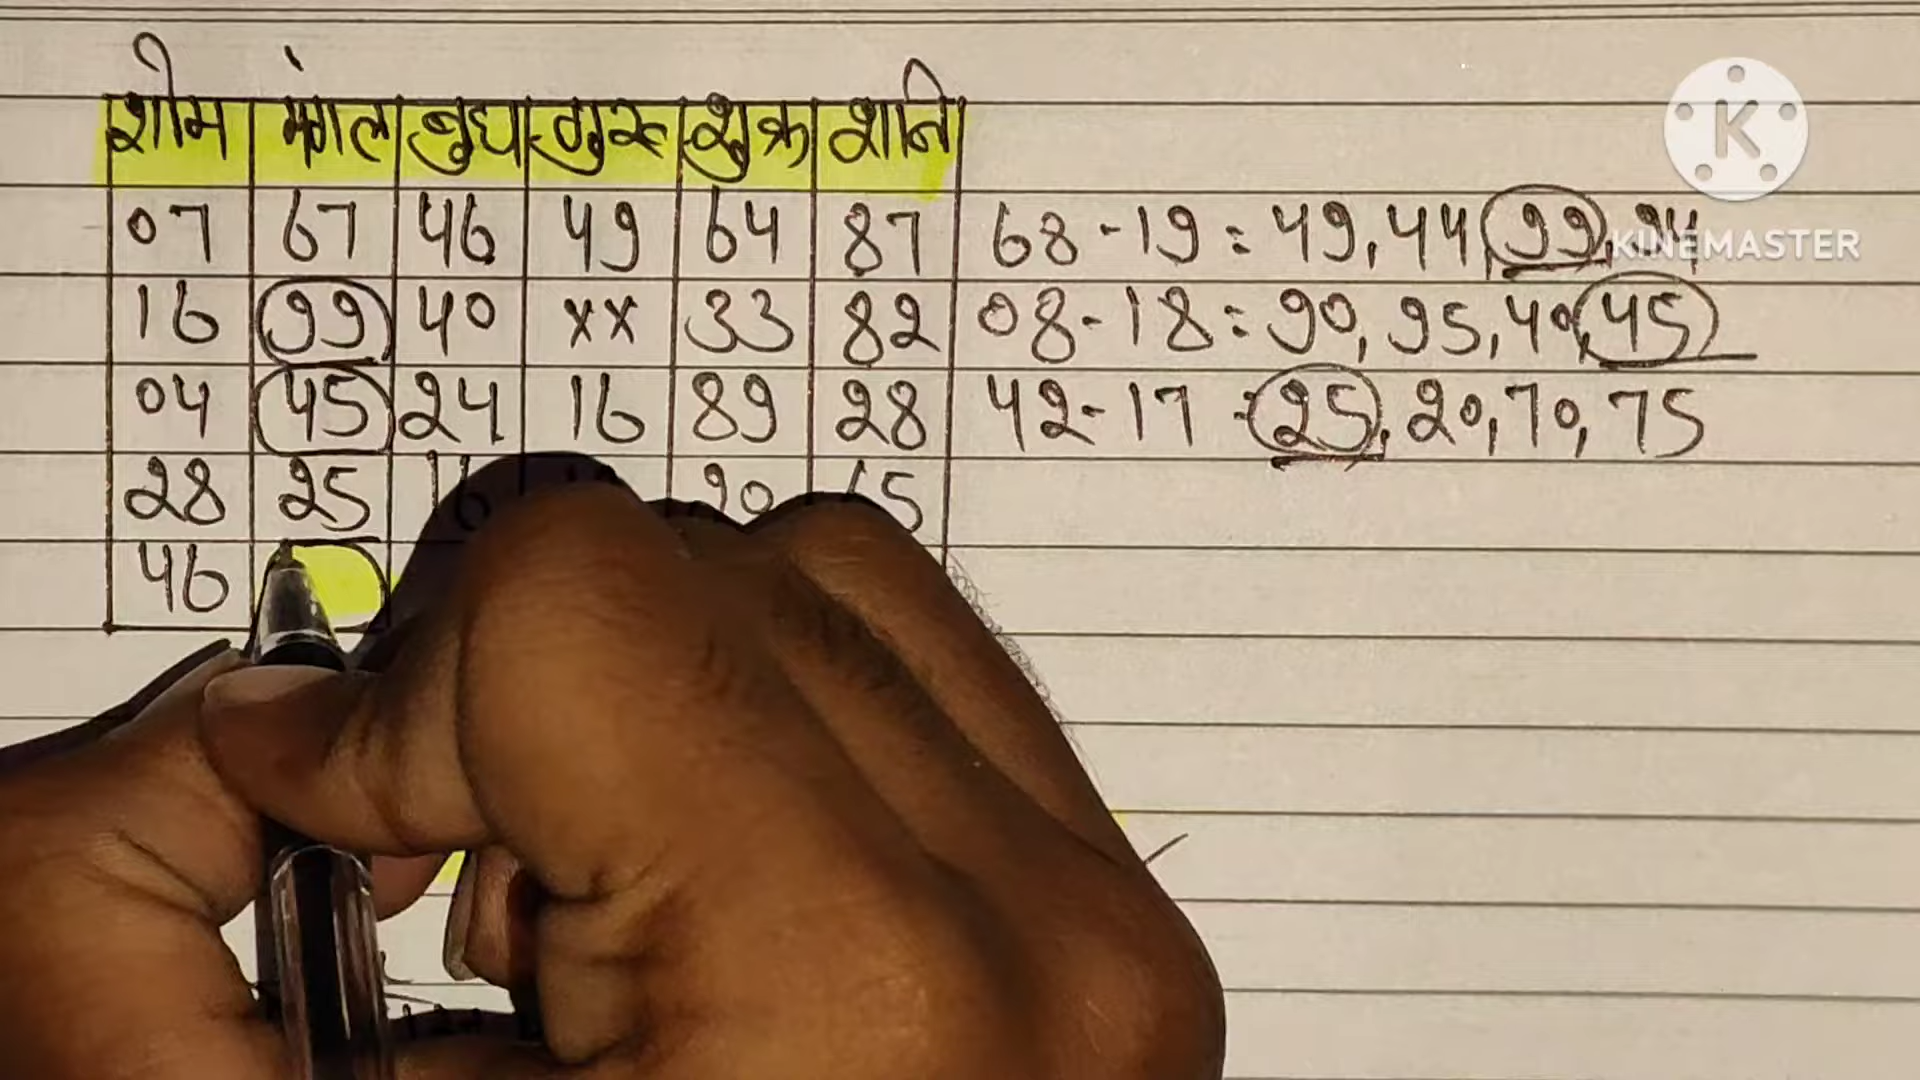 शोम मंगल बुध गुरु शुक्र शनि
07 67 46 49 64 87 68-19=49,44,99,94
16 99 40 xx 33 82 08-18=90,95,40,45
04 45 24 16 89 28 42-17=25,20,70,75
28 25 16
46
K
KINEMASTER